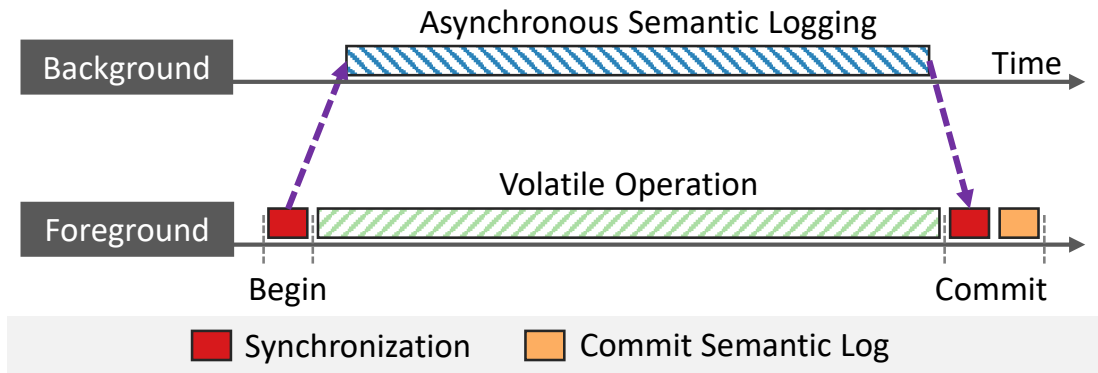 Asynchronous Semantic Logging
Background
Time
Volatile Operation
Foreground
Begin
Commit
Synchronization
Commit Semantic Log